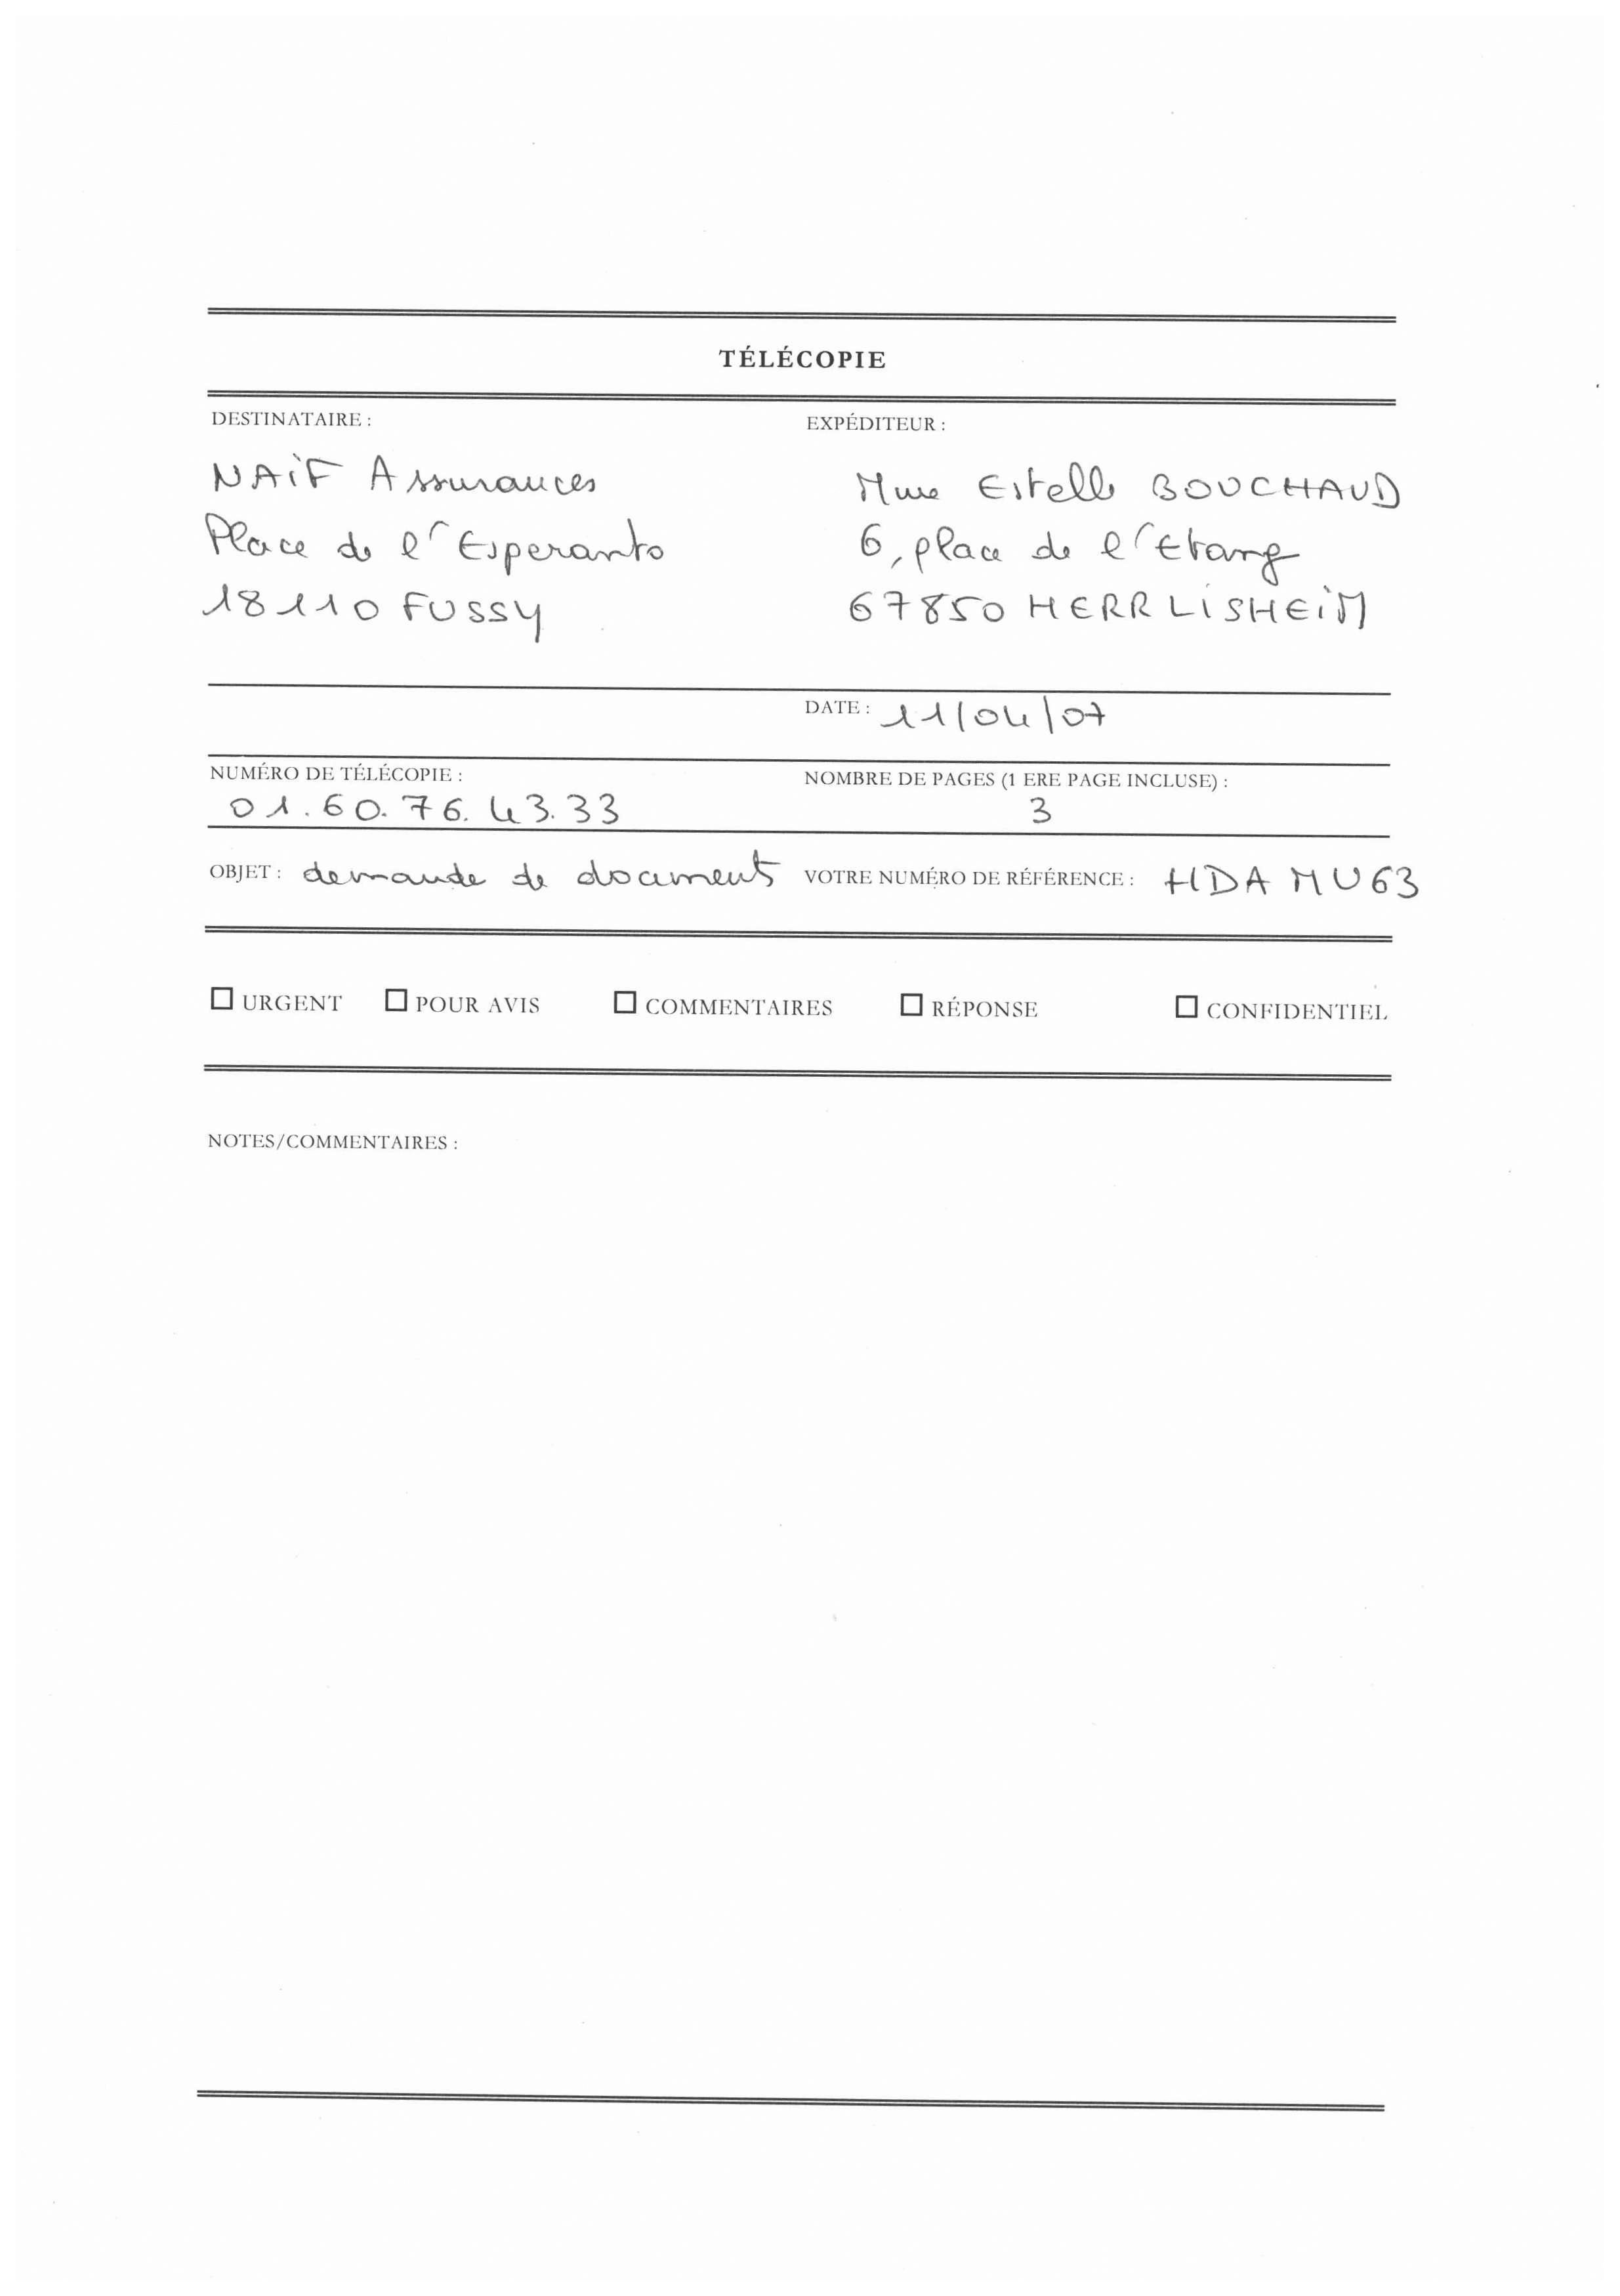 TÉLÉCOPIE
DESTINATAIRE :
NAiF Assurances
Place de l'Esperanto
18110 FUSSY
EXPÉDITEUR :
Mme Estelle BOUCHAUD
6, place de l'Etang
67850 HERRLISHEIM
DATE : 11/04/07
NUMÉRO DE TÉLÉCOPIE :
01.60.76.43.33
NOMBRE DE PAGES (1 ERE PAGE INCLUSE) :
3
OBJET : demande de document
VOTRE NUMÉRO DE RÉFÉRENCE : HDAMU63
URGENT POUR AVIS COMMENTAIRES RÉPONSE CONFIDENTIEL
NOTES/COMMENTAIRES :